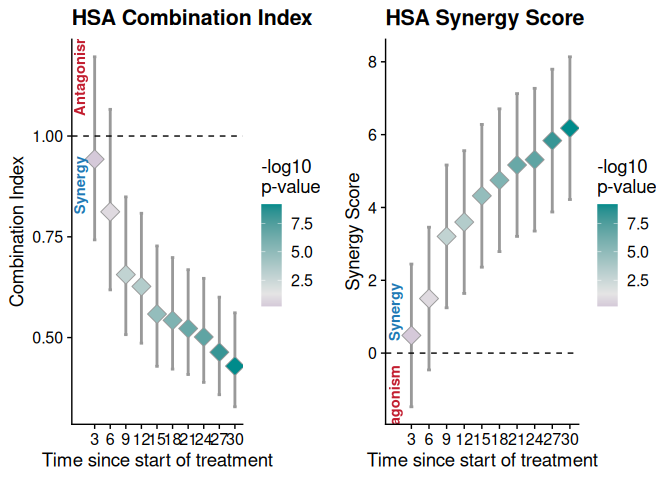 HSA Combination Index
HSA Synergy Score
Combination Index
1.00
0.75
0.50
Antagonisr
Synergy
3 6 9 12 15 18 21 24 27 30
Time since start of treatment
-log10
p-value
7.5
5.0
2.5
Synergy Score
8
6
4
2
0
Synergy
agonism
3 6 9 12 15 18 21 24 27 30
Time since start of treatment
-log10
p-value
7.5
5.0
2.5